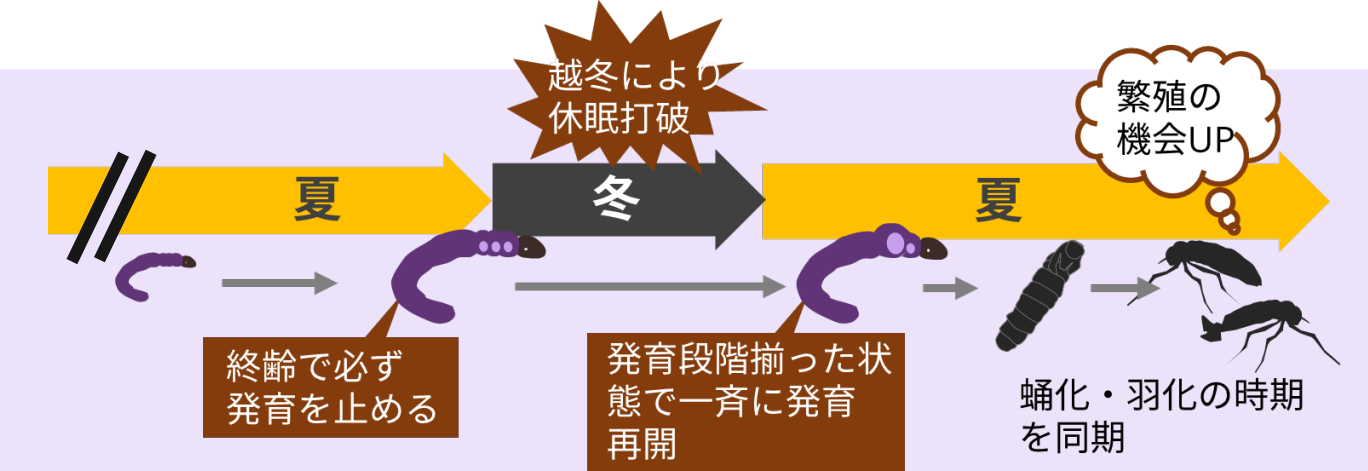 越冬により
休眠打破
繁殖の
機会UP
夏
冬
夏
終齢で必ず
発育を止める
発育段階揃った状
態で一斉に発育
再開
蛹化・羽化の時期
を同期